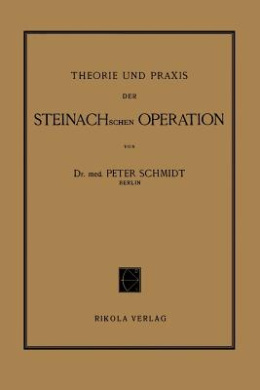 THEORIE UND PRAXIS
DER
STEINACHSCHEN OPERATION
VON
Dr. med. PETER SCHMIDT
BERLIN
RIKOLA VERLAG